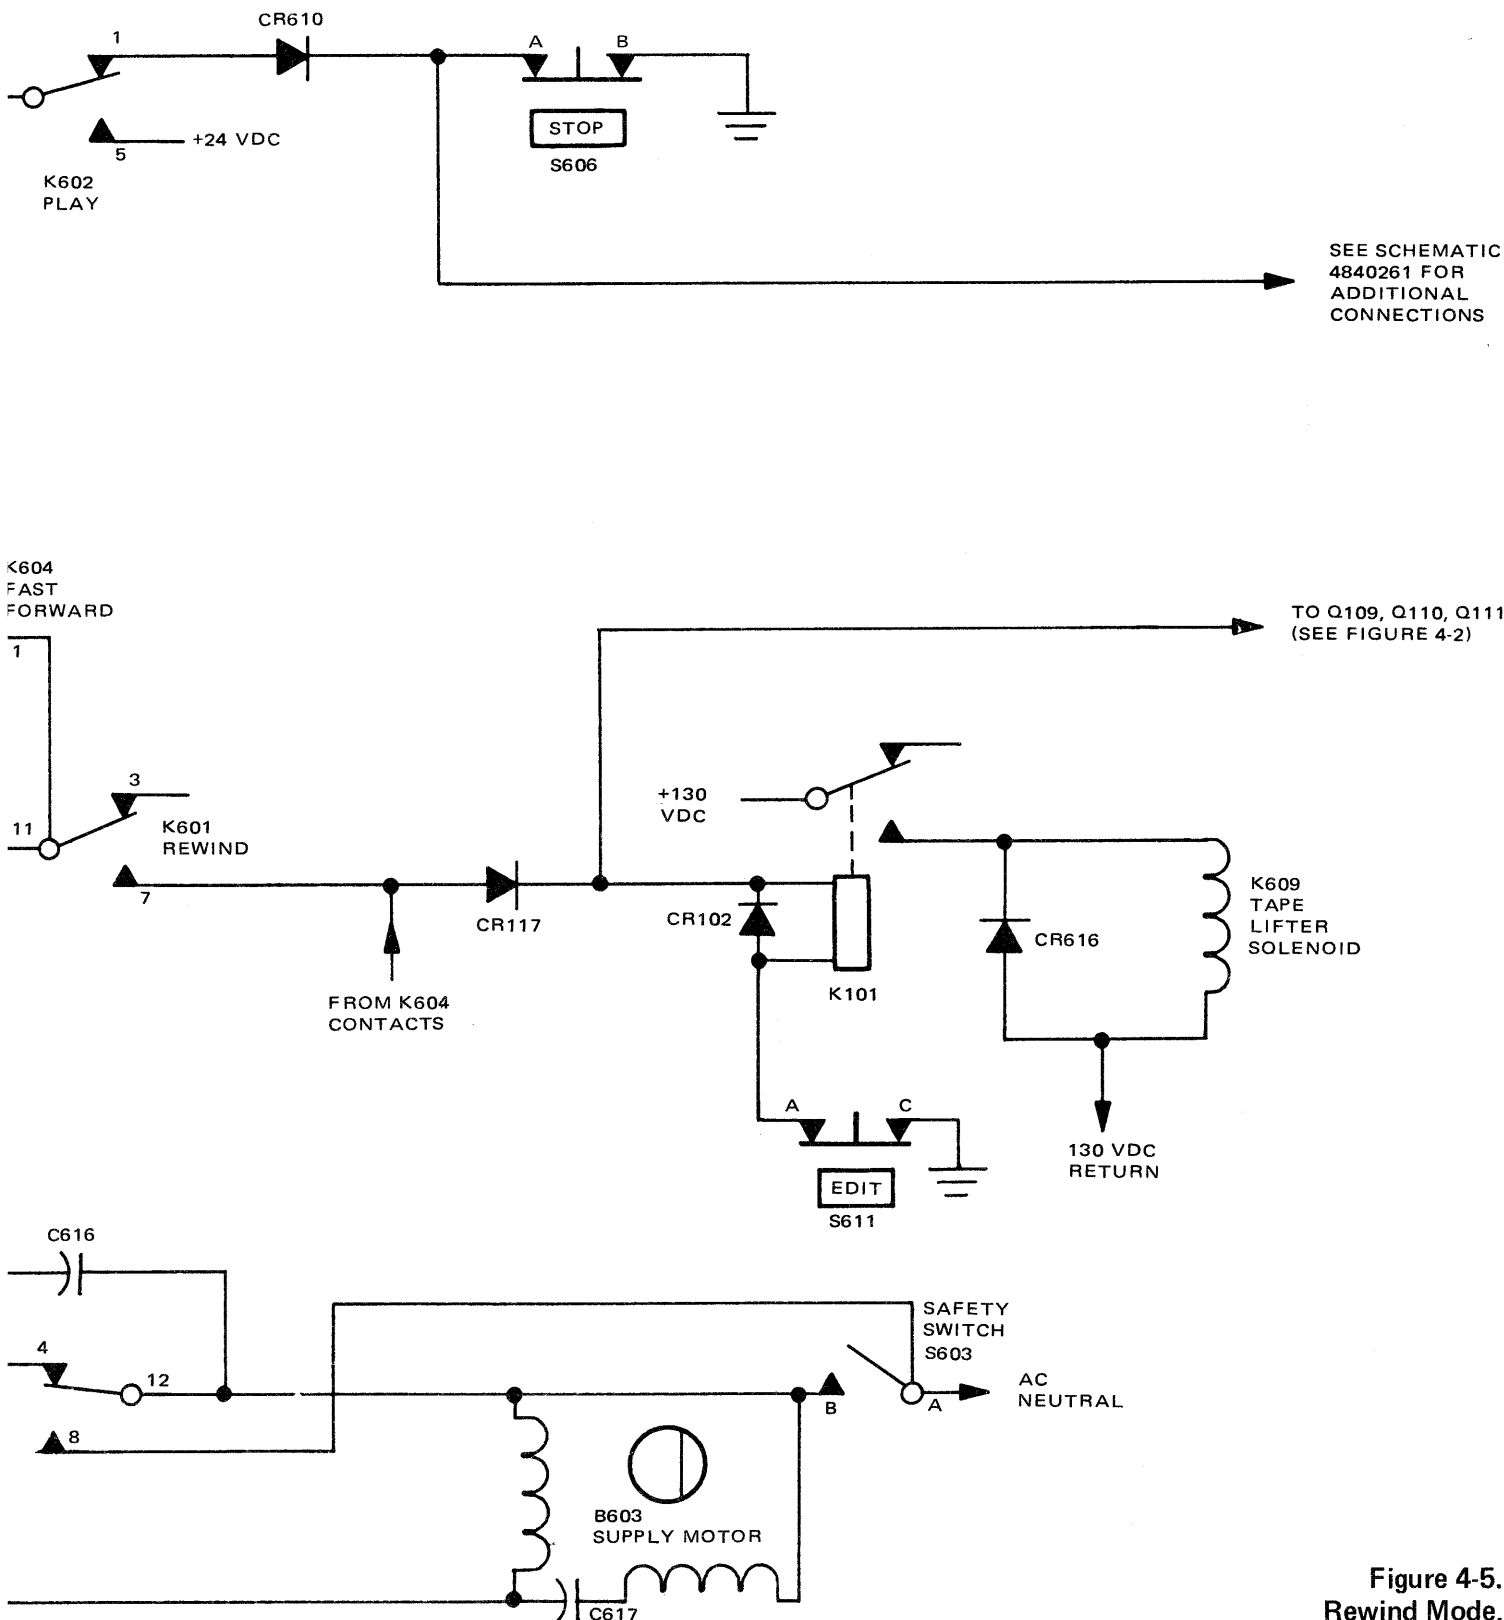 CR610
1
A
B
5
+24 VDC
STOP
S606
K602
PLAY
SEE SCHEMATIC
4840261 FOR
ADDITIONAL
CONNECTIONS
K604
FAST
FORWARD
1
TO Q109, Q110, Q111
(SEE FIGURE 4-2)
3
11
K601
REWIND
7
+130
VDC
CR117
CR102
K609
TAPE
LIFTER
SOLENOID
CR616
K101
FROM K604
CONTACTS
A
C
130 VDC
RETURN
EDIT
S611
C616
4
12
8
SAFETY
SWITCH
S603
B
A
AC
NEUTRAL
B603
SUPPLY MOTOR
C617
Figure 4-5.
Rewind Mode.